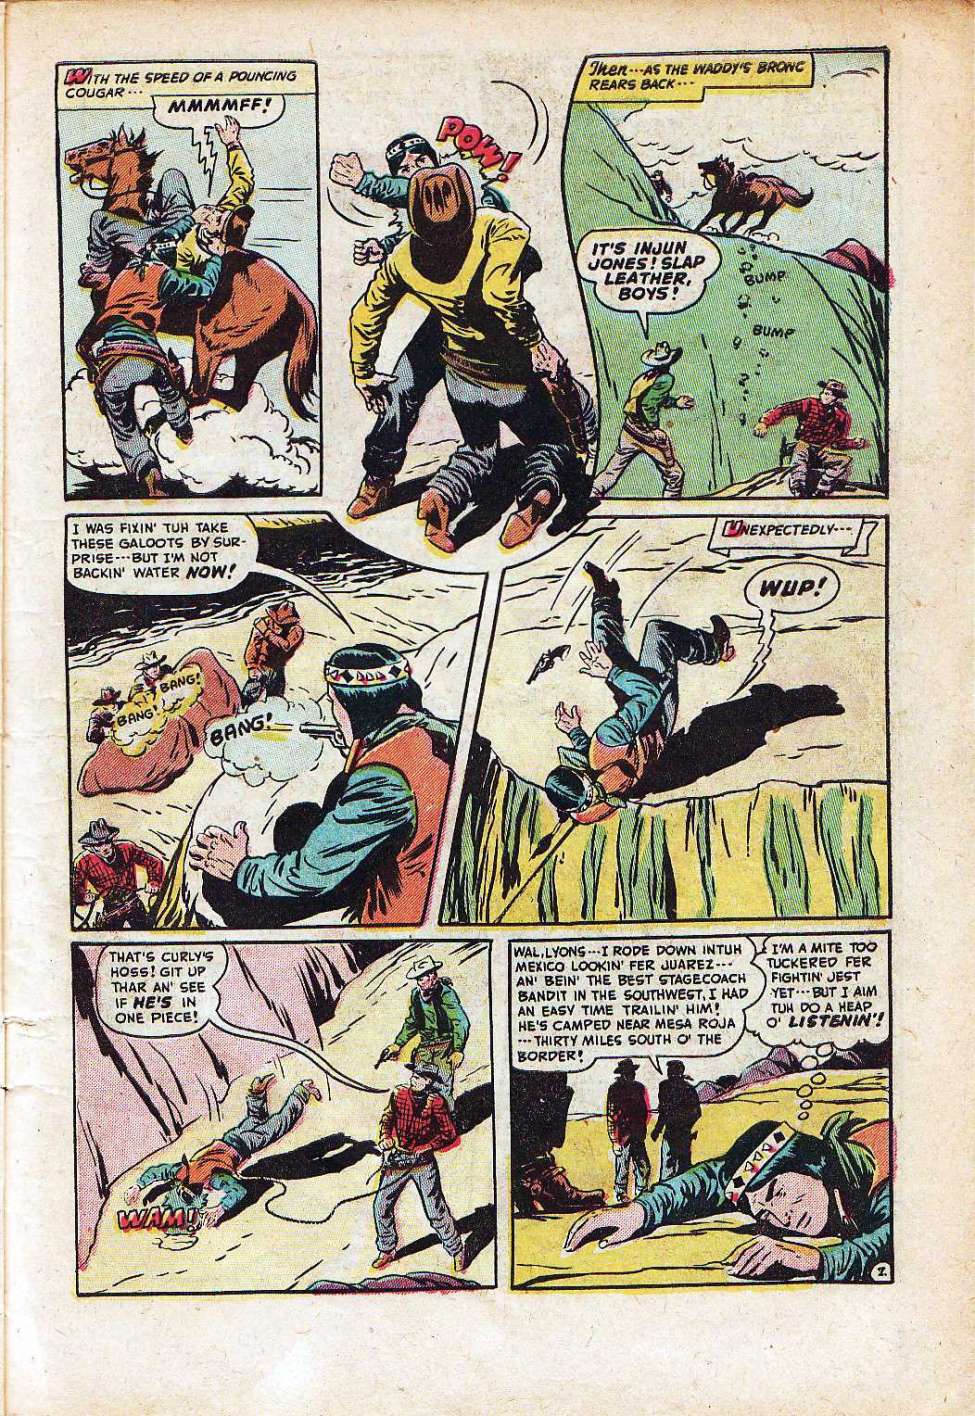 WITH THE SPEED OF A POUNCING
COUGAR---
MMMMFF!
POW!
Then---AS THE WADDY'S BRONC
REARS BACK---
IT'S INJUN
JONES! SLAP
LEATHER,
BOYS!
BUMP
BUMP
I WAS FIXIN' TUH TAKE
THESE GALOOTS BY SUR-
PRISE---BUT I'M NOT
BACKIN' WATER NOW!
BANG!
BANG!
BANG!
UNEXPECTEDLY---
WUP!
THAT'S CURLY'S
HOSS! GIT UP
THAR AN' SEE
IF HE'S IN
ONE PIECE!
WAM!
WAL, LYONS---I RODE DOWN INTUH
MEXICO LOOKIN' FER JUAREZ---
AN' BEIN' THE BEST STAGECOACH
BANDIT IN THE SOUTHWEST, I HAD
AN EASY TIME TRAILIN' HIM!
HE'S CAMPED NEAR MESA ROJA
---THIRTY MILES SOUTH O' THE
BORDER!
I'M A MITE TOO
TUCKERED FER
FIGHTIN' JEST
YET---BUT I AIM
TUH DO A HEAP
O' LISTENIN'!
2